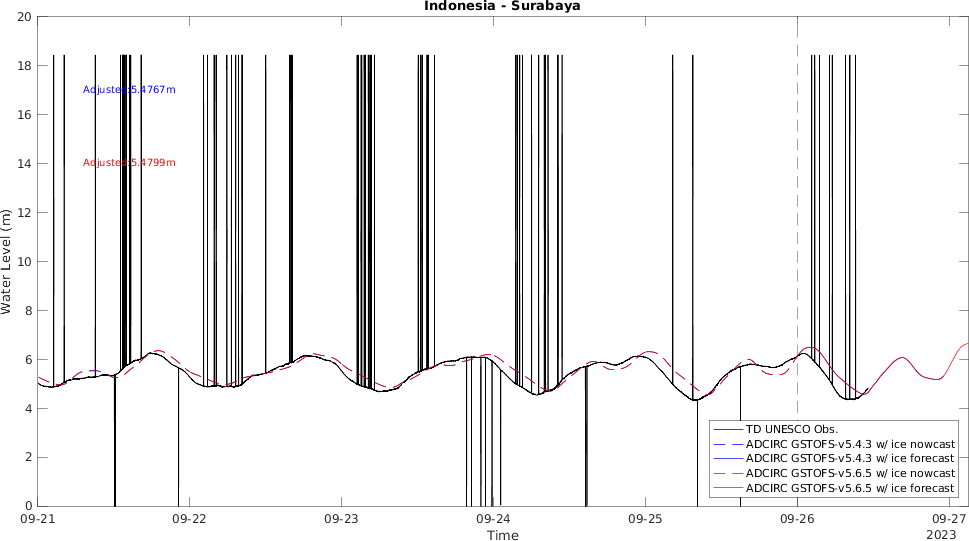 Indonesia - Surabaya
20
18
16
14
12
10
8
6
4
2
0
Water Level (m)
Adjusted:5.4767m
Adjusted:5.4799m
TD UNESCO Obs.
ADCIRC GSTOFS-v5.4.3 w/ ice nowcast
ADCIRC GSTOFS-v5.4.3 w/ ice forecast
ADCIRC GSTOFS-v5.6.5 w/ ice nowcast
ADCIRC GSTOFS-v5.6.5 w/ ice forecast
09-21 09-22 09-23 09-24 09-25 09-26 09-27
Time
2023